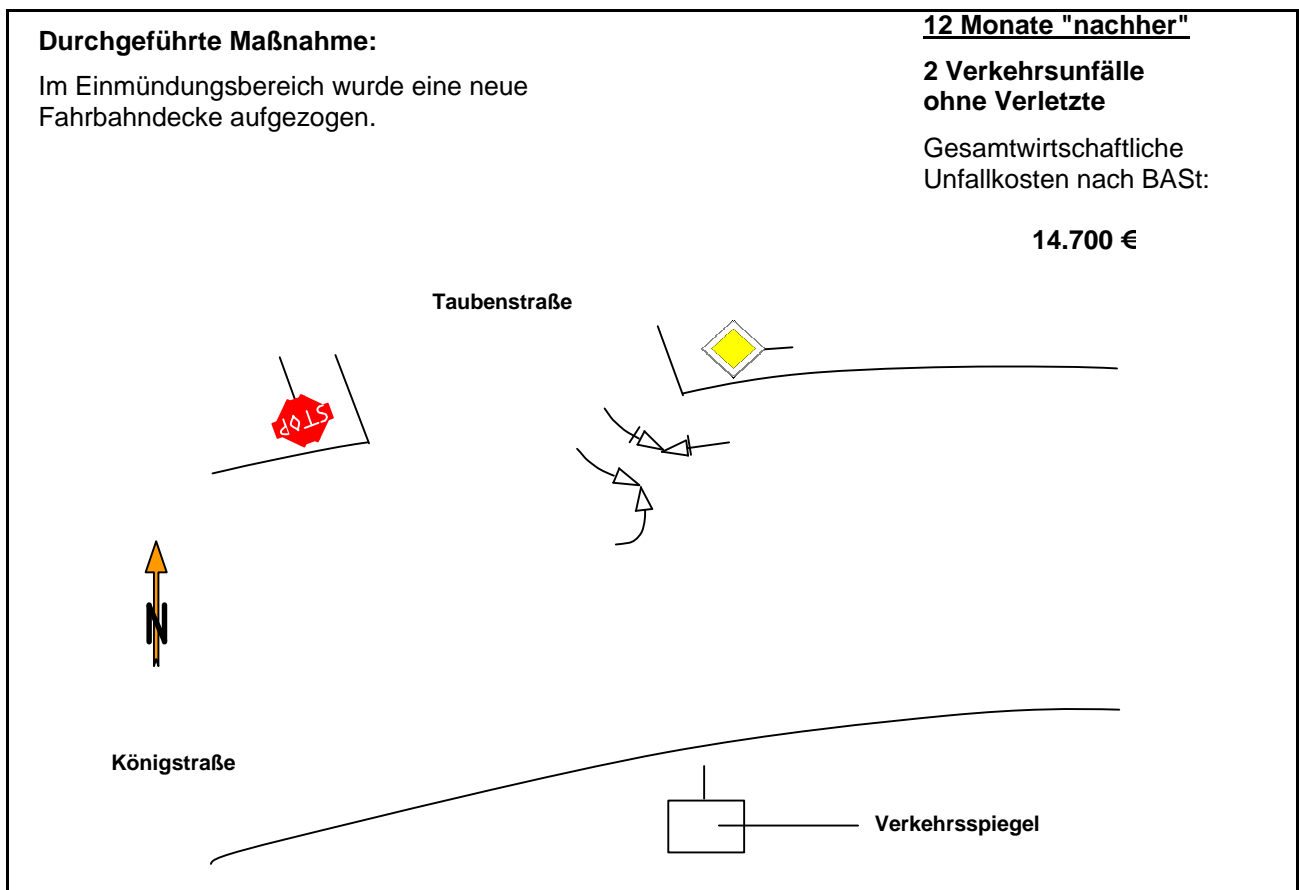 Durchgeführte Maßnahme:
Im Einmündungsbereich wurde eine neue
Fahrbahndecke aufgezogen.
12 Monate "nachher"
2 Verkehrsunfälle
ohne Verletzte
Gesamtwirtschaftliche
Unfallkosten nach BASt:
14.700 €
Taubenstraße
STOP
N
Königstraße
Verkehrsspiegel